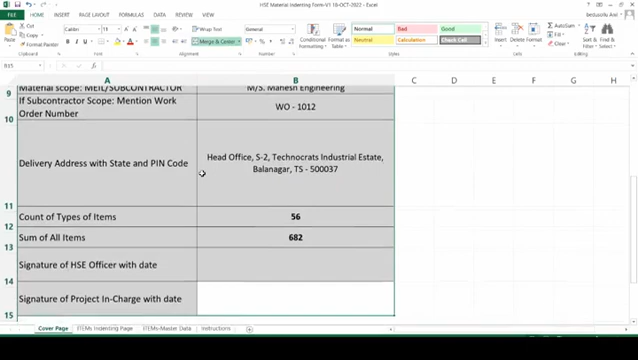 HSE Material Indenting Form-V1 18-OCT-2022 - Excel
FILE HOME INSERT PAGE LAYOUT FORMULAS DATA REVIEW VIEW
Cut
Copy
Format Painter
Paste
Calibri 11
Wrap Text
Merge & Center
General
Conditional Formatting
Format as Table
Normal Bad Good
Neutral Calculation Check Cell
Insert Delete Format
AutoSum
Fill
Clear
Sort & Filter
Find & Select
B15
A B C D E F G H
9 Material scope: MEIL/SUBCONTRACTOR M/S. Mahesh Engineering
10 If Subcontractor Scope: Mention Work Order Number WO - 1012
11 Delivery Address with State and PIN Code Head Office, S-2, Technocrats Industrial Estate,
Balanagar, TS - 500037
12 Count of Types of Items 56
13 Sum of All Items 682
14 Signature of HSE Officer with date
15 Signature of Project In-Charge with date
Cover Page ITEMs Indenting Page ITEMs-Master Data Instructions